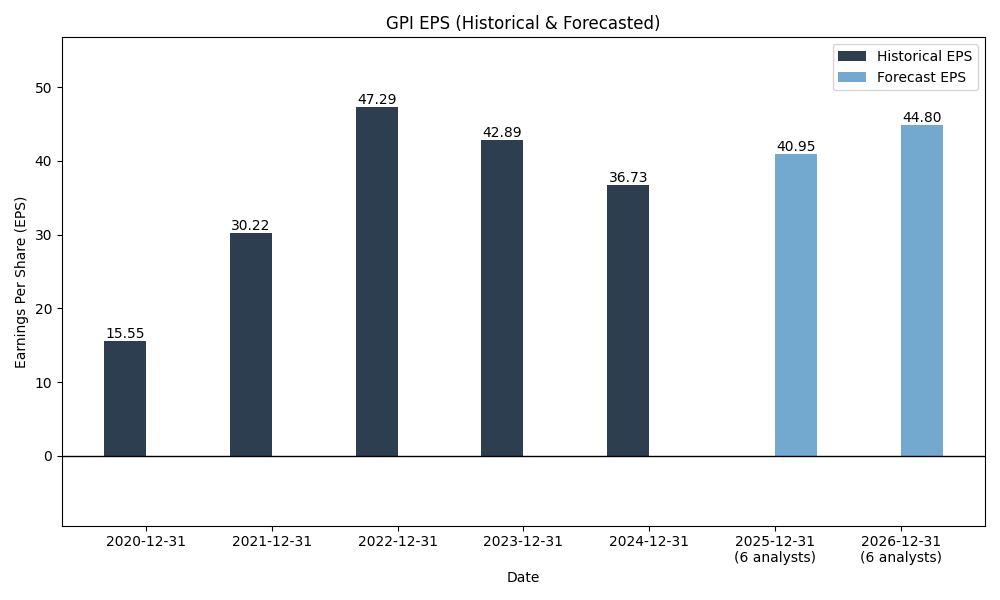 GPI EPS (Historical & Forecasted)
Historical EPS
Forecast EPS
Earnings Per Share (EPS)
50
40
30
20
10
0
15.55
30.22
47.29
42.89
36.73
40.95
44.80
2020-12-31
2021-12-31
2022-12-31
2023-12-31
2024-12-31
2025-12-31
(6 analysts)
2026-12-31
(6 analysts)
Date